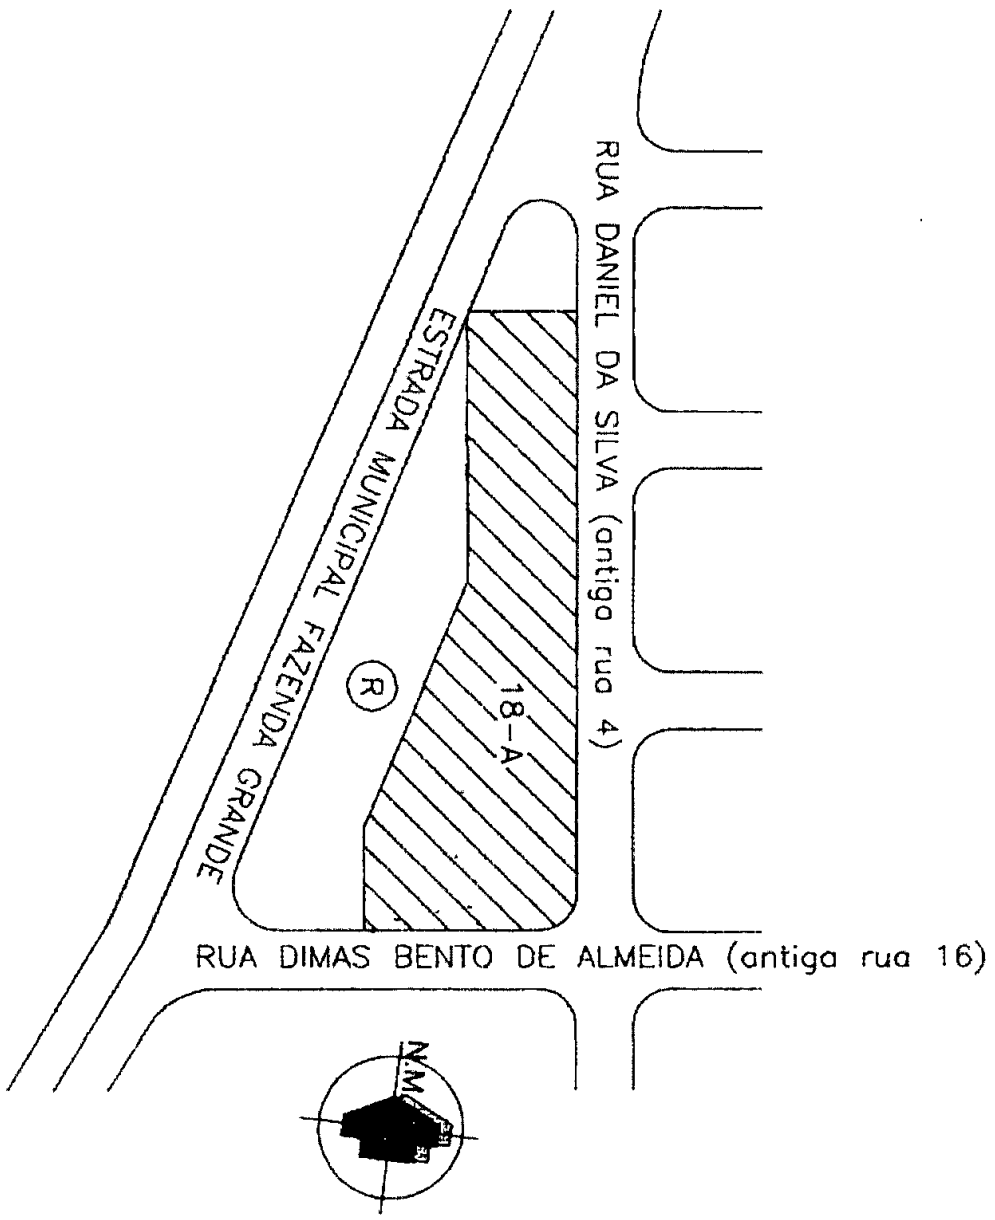 RUA DANIEL DA SILVA (antiga rua 4)
ESTRADA MUNICIPAL FAZENDA GRANDE
R
18-A
RUA DIMAS BENTO DE ALMEIDA (antiga rua 16)
N.M.